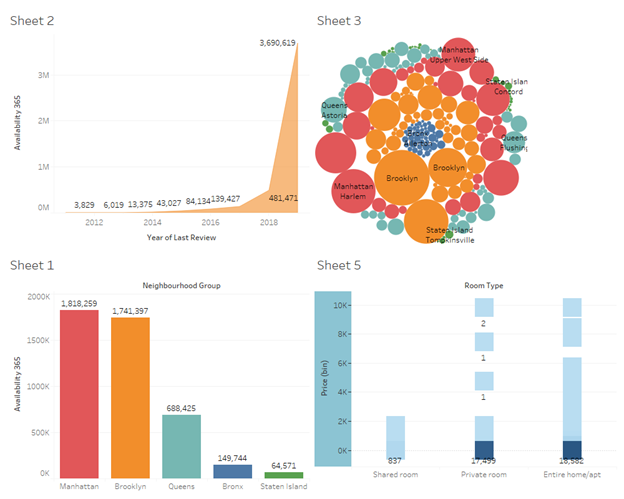 Sheet 2
Availability 365
3M
2M
1M
0M
3,690,619
3,829
6,019
13,375
43,027
84,134
139,427
481,471
2012
2014
2016
2018
Year of Last Review
Sheet 3
Manhattan
Upper West Side
Staten Islan
Concord
Queens
Astoria
Queens
Flushing
Brooklyn
Brooklyn
Manhattan
Harlem
Staten Island
Tompkinsville
Sheet 1
Neighbourhood Group
Availability 365
2000K
1500K
1000K
500K
0K
1,818,259
1,741,397
688,425
149,744
64,571
Manhattan
Brooklyn
Queens
Bronx
Staten Island
Sheet 5
Room Type
Price (bin)
10K
8K
6K
4K
2K
0K
2
1
1
837
17,499
18,582
Shared room
Private room
Entire home/apt